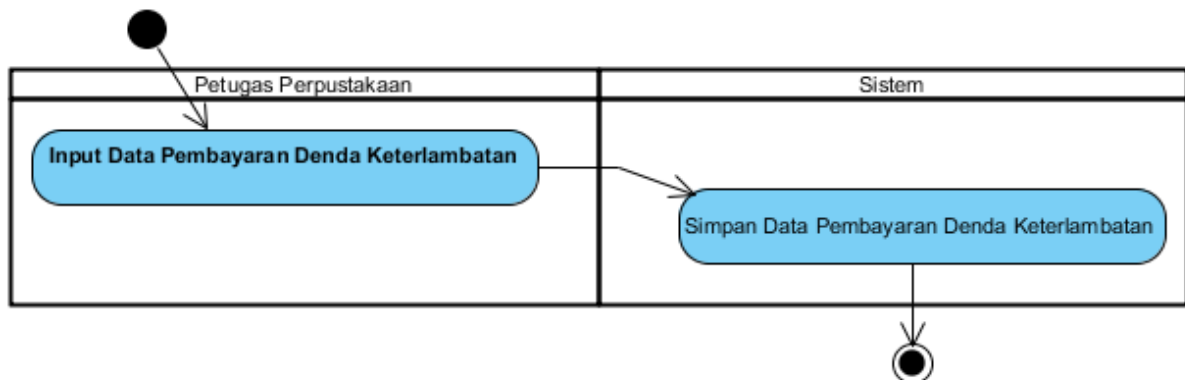 Petugas Perpustakaan
Sistem
Input Data Pembayaran Denda Keterlambatan
Simpan Data Pembayaran Denda Keterlambatan